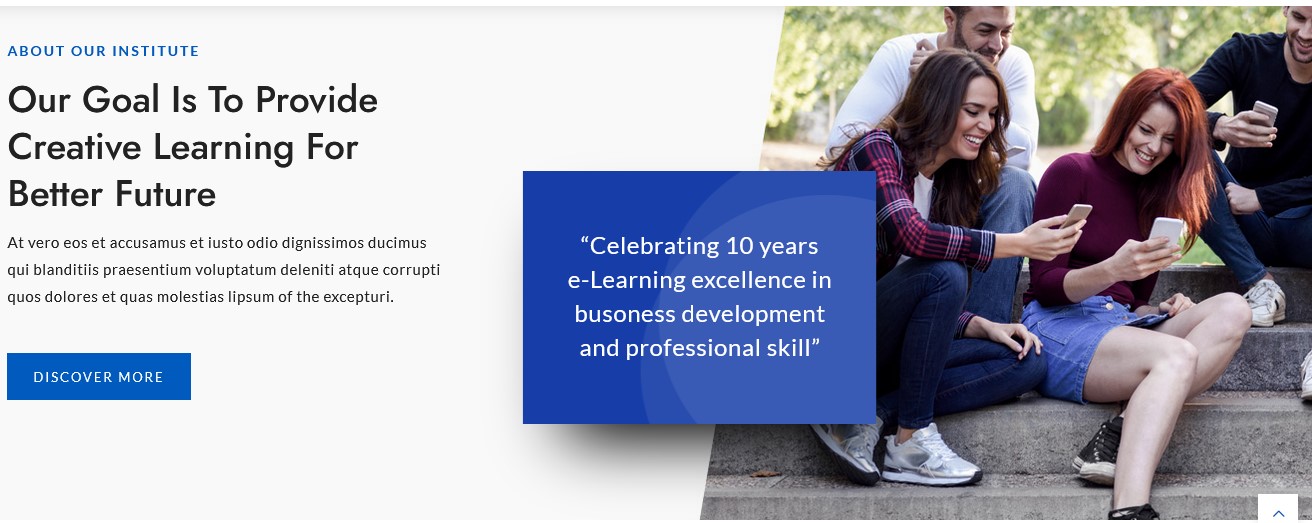 ABOUT OUR INSTITUTE
Our Goal Is To Provide
Creative Learning For
Better Future
At vero eos et accusamus et iusto odio dignissimos ducimus
qui blanditiis praesentium voluptatum deleniti atque corrupti
quos dolores et quas molestias lipsum of the excepturi.
DISCOVER MORE
“Celebrating 10 years
e-Learning excellence in
busoness development
and professional skill”